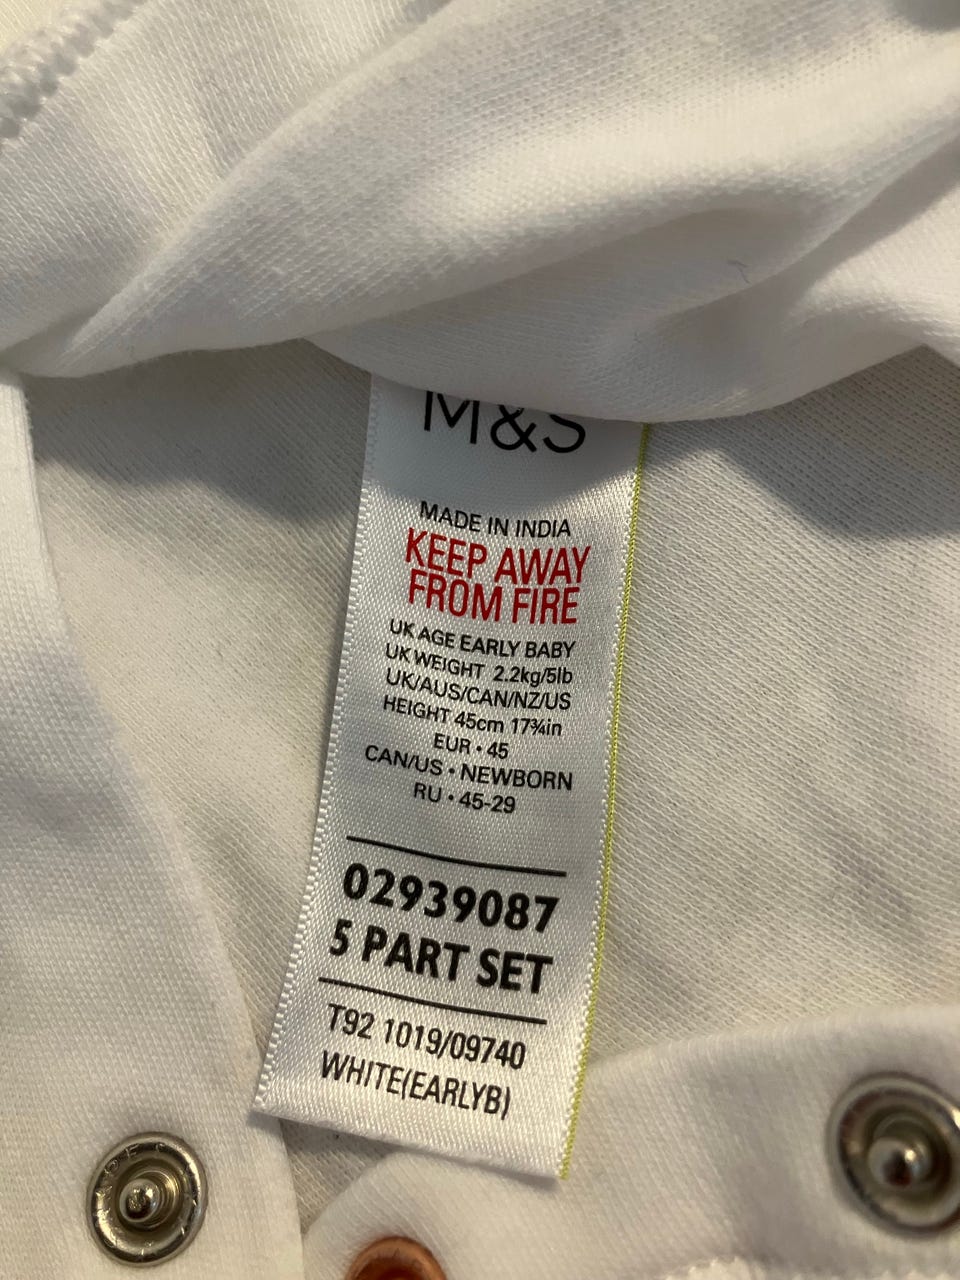 M&S
MADE IN INDIA
KEEP AWAY
FROM FIRE
UK AGE EARLY BABY
UK WEIGHT 2.2kg/5lb
UK/AUS/CAN/NZ/US
HEIGHT 45cm 17¾in
EUR • 45
CAN/US • NEWBORN
RU • 45-29
02939087
5 PART SET
T92 1019/09740
WHITE(EARLYB)